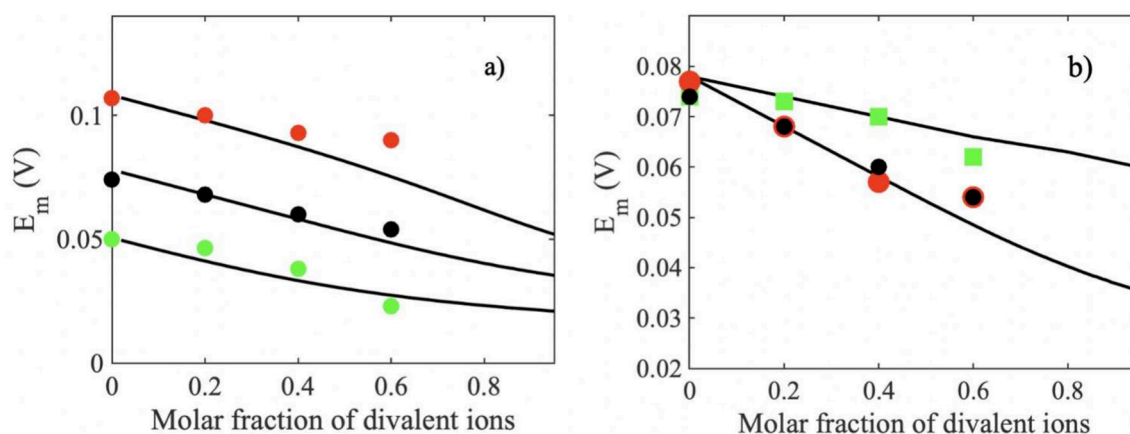 a)
0.1
0.05
0
E_m (V)
0 0.2 0.4 0.6 0.8
Molar fraction of divalent ions
b)
0.08
0.07
0.06
0.05
0.04
0.03
0.02
E_m (V)
0 0.2 0.4 0.6 0.8
Molar fraction of divalent ions